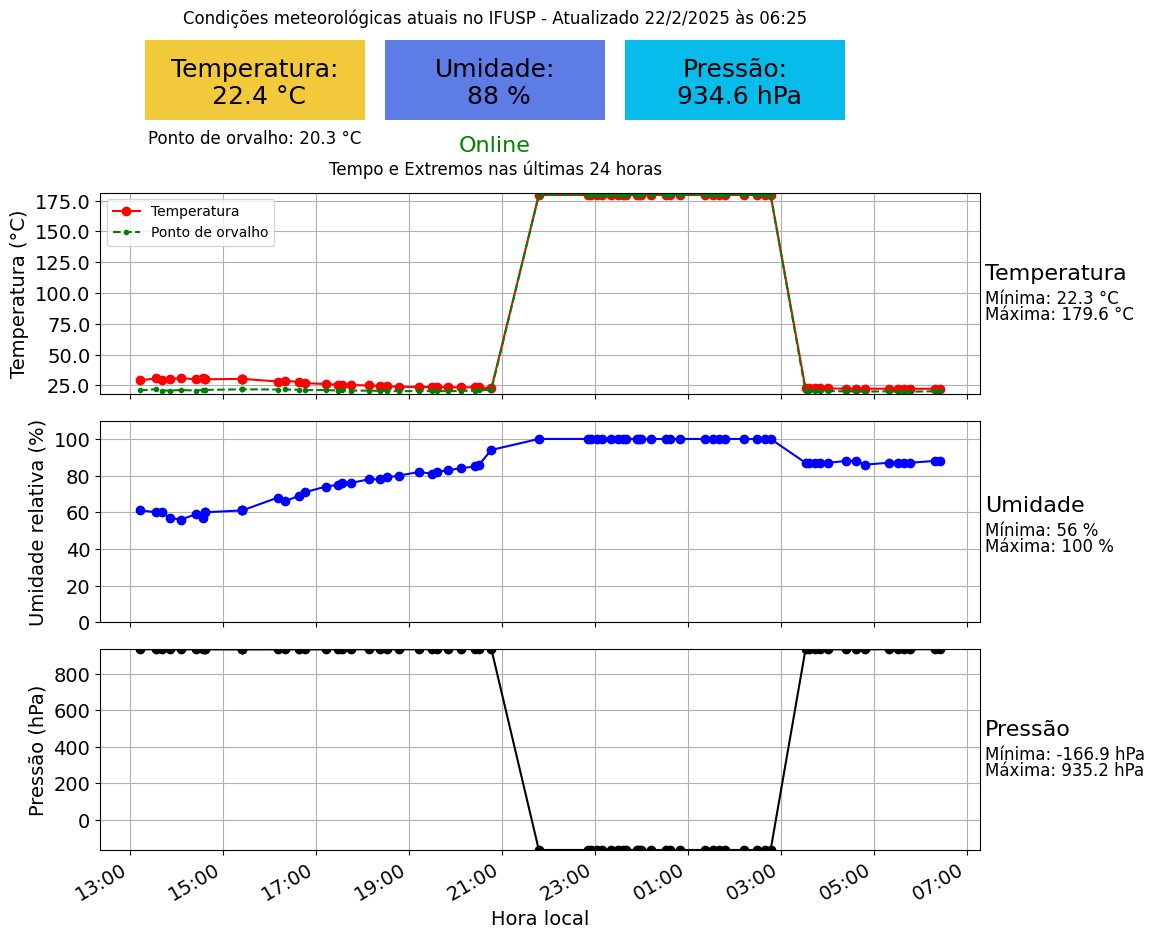 Condições meteorológicas atuais no IFUSP - Atualizado 22/2/2025 às 06:25
Temperatura:
22.4 °C
Umidade:
88 %
Pressão:
934.6 hPa
Ponto de orvalho: 20.3 °C
Online
Tempo e Extremos nas últimas 24 horas
Temperatura (°C)
175.0
150.0
125.0
100.0
75.0
50.0
25.0
Temperatura
Ponto de orvalho
Temperatura
Mínima: 22.3 °C
Máxima: 179.6 °C
Umidade relativa (%)
100
80
60
40
20
0
Umidade
Mínima: 56 %
Máxima: 100 %
Pressão (hPa)
800
600
400
200
0
Pressão
Mínima: -166.9 hPa
Máxima: 935.2 hPa
13:00 15:00 17:00 19:00 21:00 23:00 01:00 03:00 05:00 07:00
Hora local